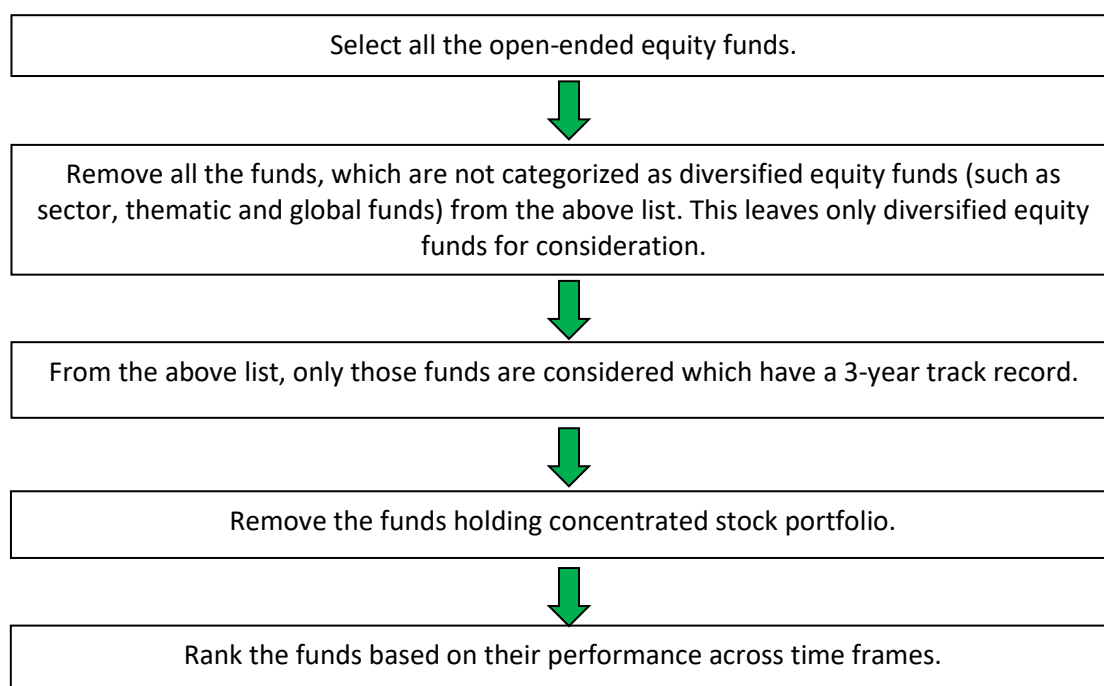 Select all the open-ended equity funds.
Remove all the funds, which are not categorized as diversified equity funds (such as
sector, thematic and global funds) from the above list. This leaves only diversified equity
funds for consideration.
From the above list, only those funds are considered which have a 3-year track record.
Remove the funds holding concentrated stock portfolio.
Rank the funds based on their performance across time frames.